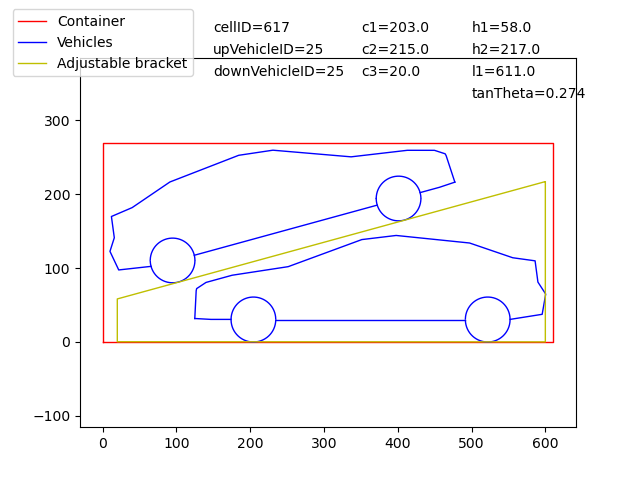 Container
Vehicles
Adjustable bracket
cellID=617 c1=203.0 h1=58.0
upVehicleID=25 c2=215.0 h2=217.0
downVehicleID=25 c3=20.0 l1=611.0
tanTheta=0.274
300
200
100
0
−100
0 100 200 300 400 500 600